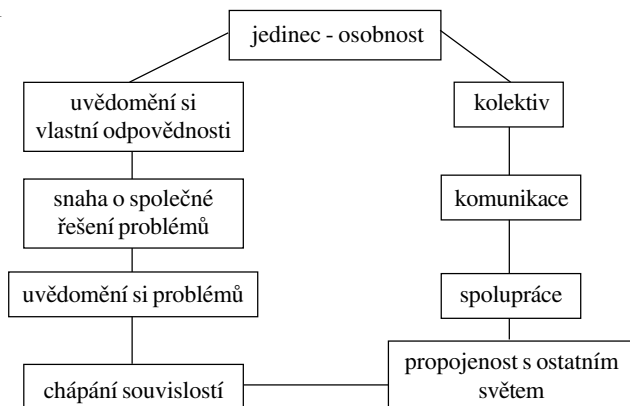 jedinec - osobnost
uvědomění si
vlastní odpovědnosti
kolektiv
snaha o společné
řešení problémů
komunikace
uvědomění si problémů
spolupráce
chápání souvislostí
propojenost s ostatním
světem